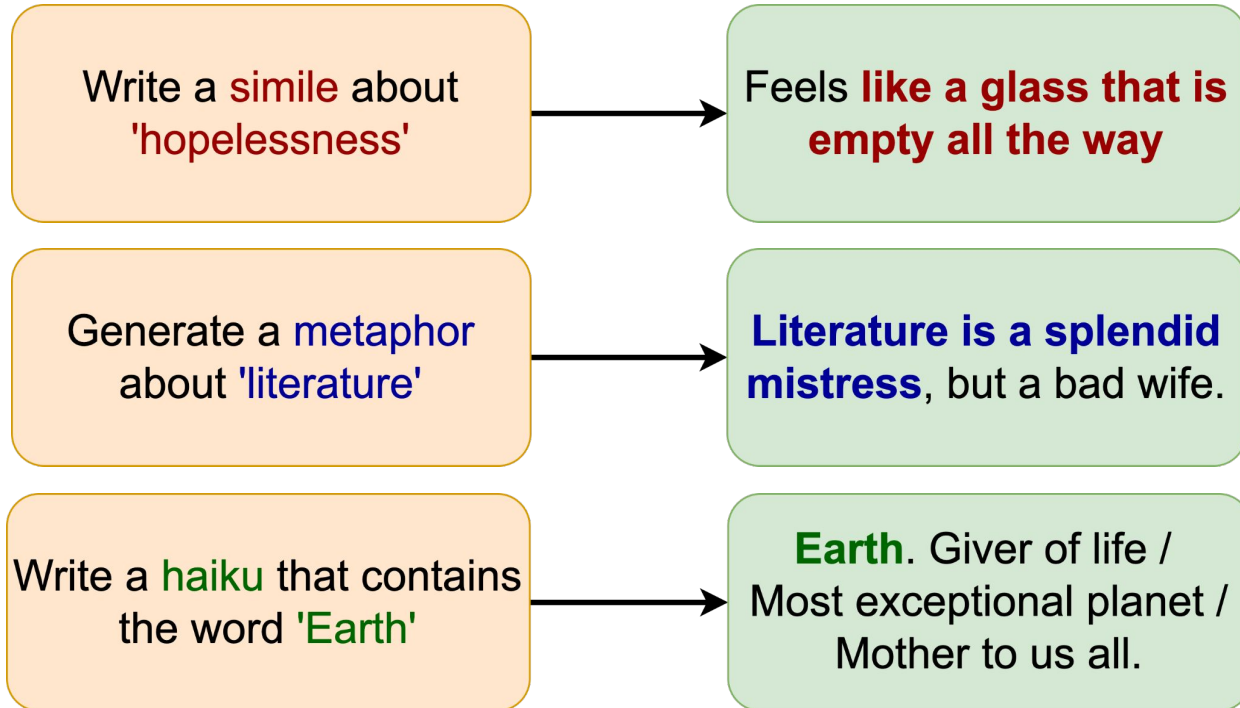 Write a simile about
'hopelessness'
Feels like a glass that is
empty all the way
Generate a metaphor
about 'literature'
Literature is a splendid
mistress, but a bad wife.
Write a haiku that contains
the word 'Earth'
Earth. Giver of life /
Most exceptional planet /
Mother to us all.